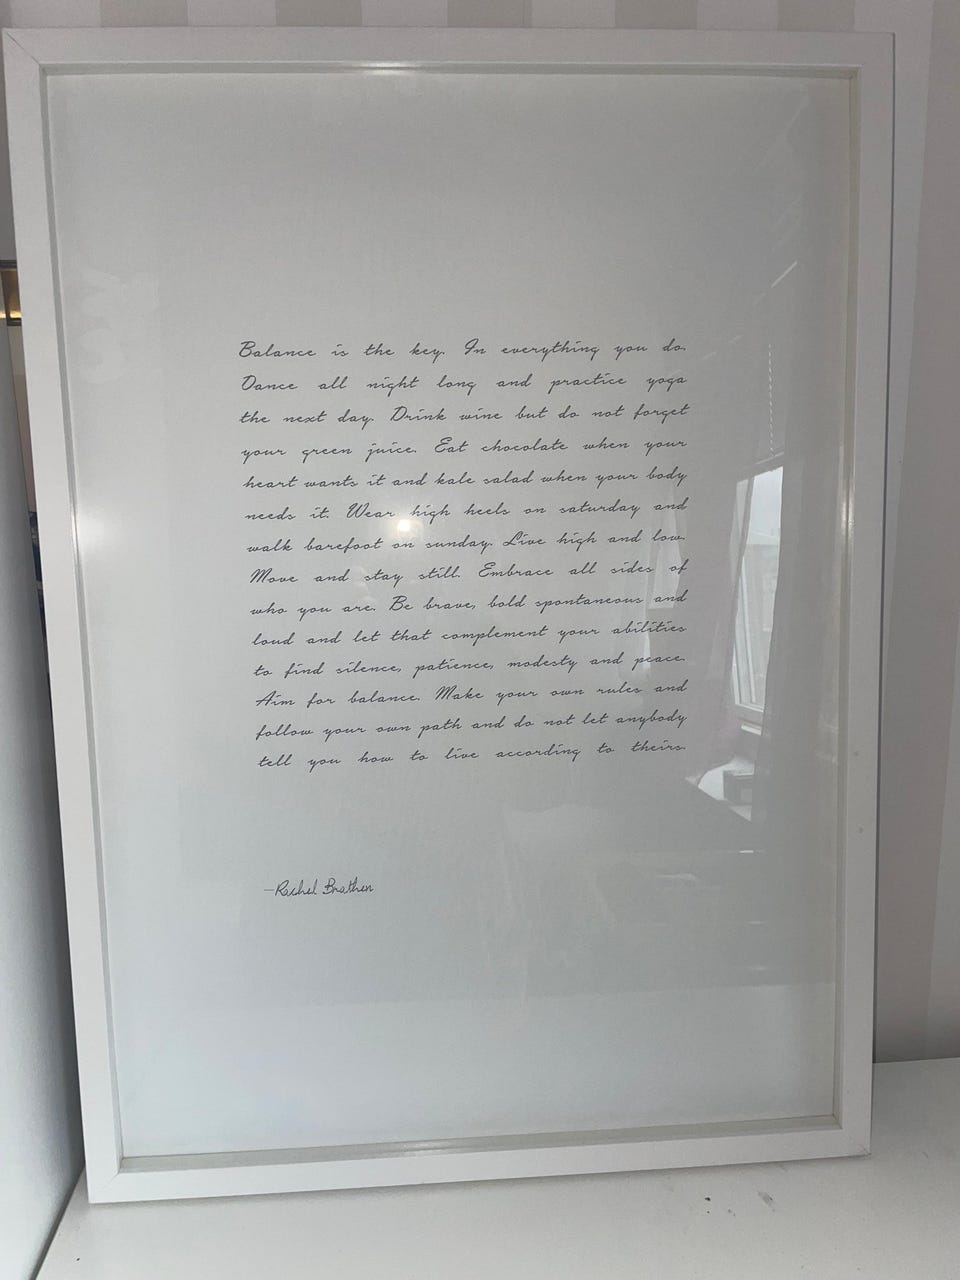 Balance is the key. In everything you do.
Dance all night long and practice yoga
the next day. Drink wine but do not forget
your green juice. Eat chocolate when your
heart wants it and kale salad when your body
needs it. Wear high heels on saturday and
walk barefoot on sunday. Live high and low.
Move and stay still. Embrace all sides of
who you are. Be brave, bold spontaneous and
loud and let that complement your abilities
to find silence, patience, modesty and peace.
Aim for balance. Make your own rules and
follow your own path and do not let anybody
tell you how to live according to theirs.
—Rachel Brathen